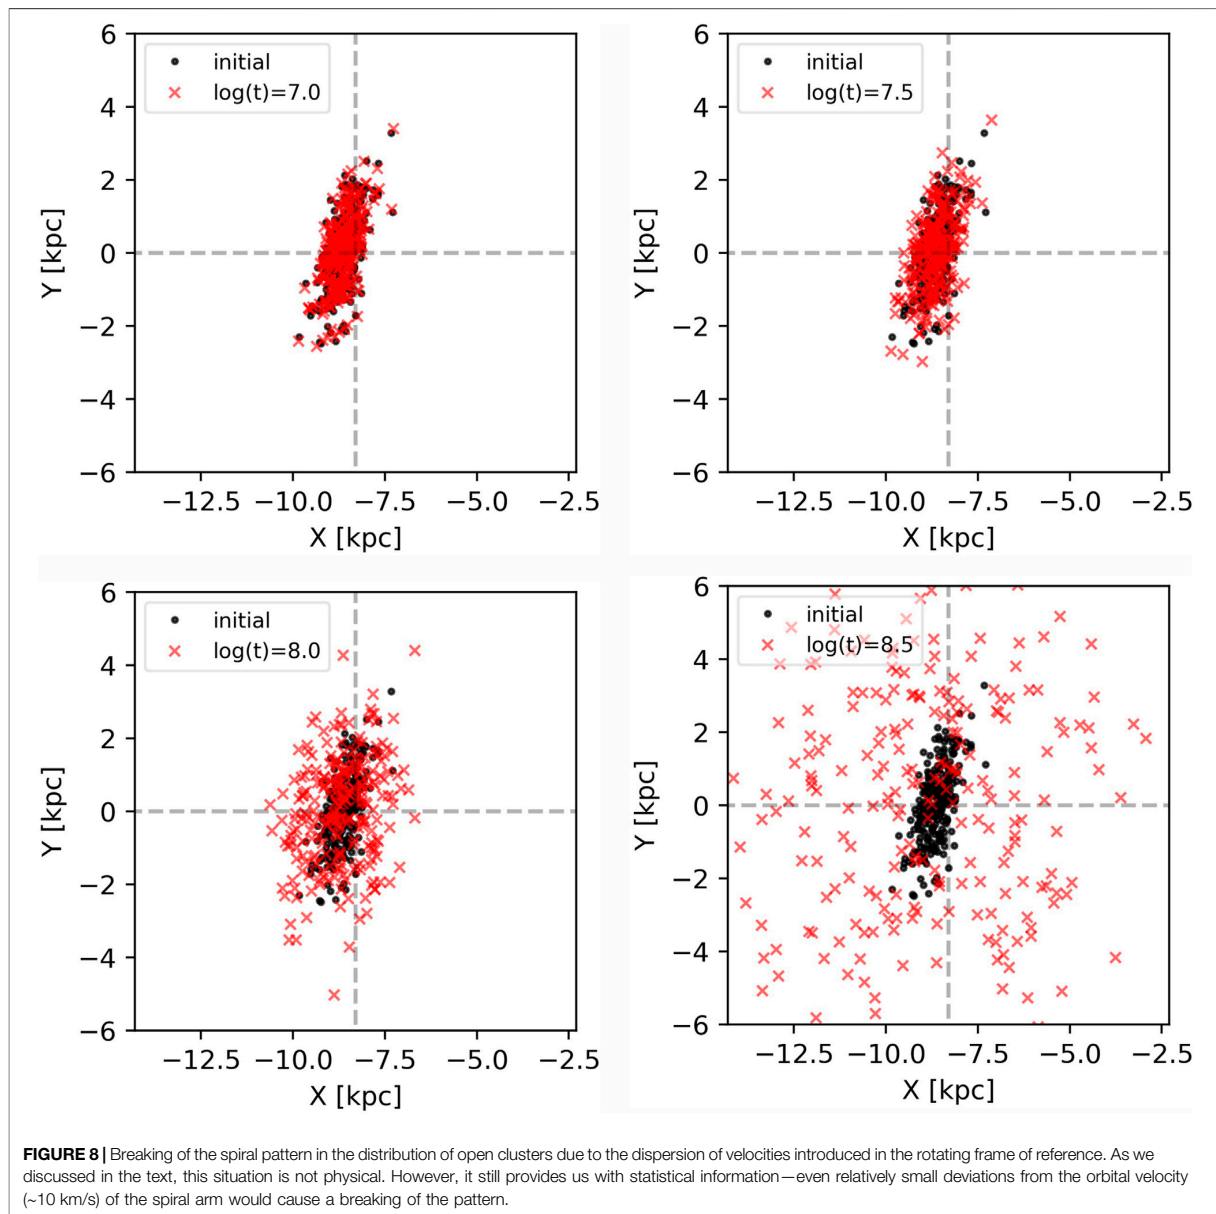 initial
log(t)=7.0
6
4
2
0
−2
−4
−6
Y [kpc]
−12.5 −10.0 −7.5 −5.0 −2.5
X [kpc]
initial
log(t)=7.5
6
4
2
0
−2
−4
−6
Y [kpc]
−12.5 −10.0 −7.5 −5.0 −2.5
X [kpc]
initial
log(t)=8.0
6
4
2
0
−2
−4
−6
Y [kpc]
−12.5 −10.0 −7.5 −5.0 −2.5
X [kpc]
initial
log(t)=8.5
6
4
2
0
−2
−4
−6
Y [kpc]
−12.5 −10.0 −7.5 −5.0 −2.5
X [kpc]
FIGURE 8 | Breaking of the spiral pattern in the distribution of open clusters due to the dispersion of velocities introduced in the rotating frame of reference. As we
discussed in the text, this situation is not physical. However, it still provides us with statistical information—even relatively small deviations from the orbital velocity
(~10 km/s) of the spiral arm would cause a breaking of the pattern.